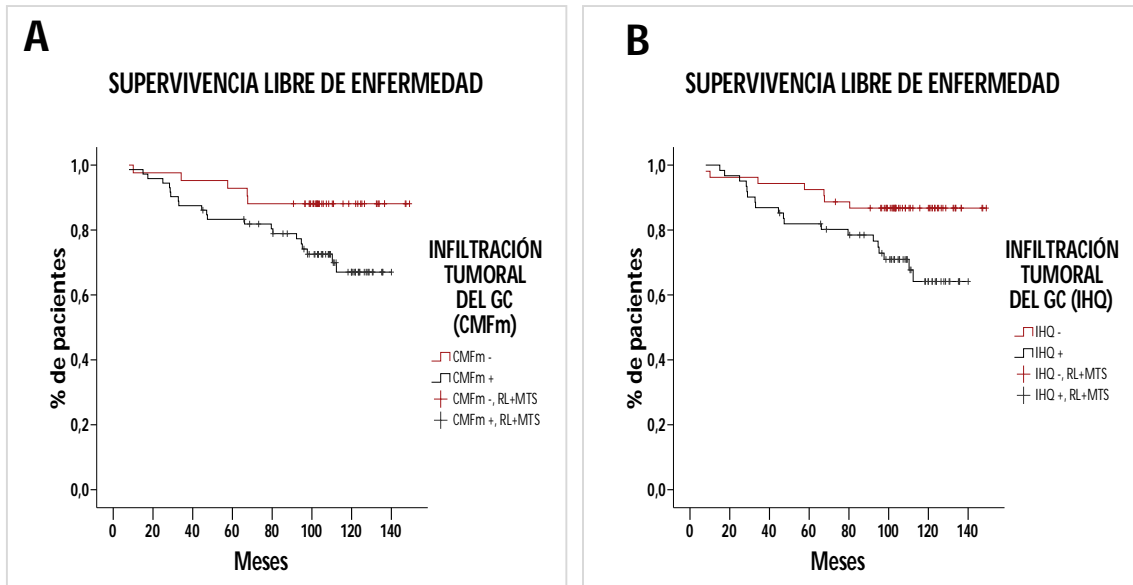 A
SUPERVIVENCIA LIBRE DE ENFERMEDAD
% de pacientes
1,0
0,8
0,6
0,4
0,2
0,0
0 20 40 60 80 100 120 140
Meses
INFILTRACIÓN
TUMORAL
DEL GC
(CMFm)
CMFm -
CMFm +
CMFm -, RL+MTS
CMFm +, RL+MTS
B
SUPERVIVENCIA LIBRE DE ENFERMEDAD
% de pacientes
1,0
0,8
0,6
0,4
0,2
0,0
0 20 40 60 80 100 120 140
Meses
INFILTRACIÓN
TUMORAL
DEL GC (IHQ)
IHQ -
IHQ +
IHQ -, RL+MTS
IHQ +, RL+MTS